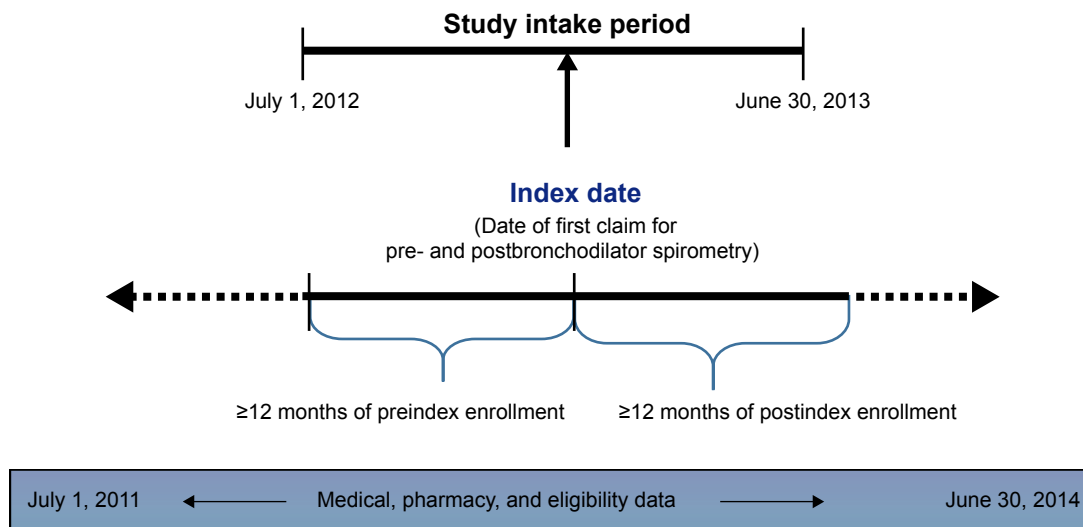 Study intake period
July 1, 2012
June 30, 2013
Index date
(Date of first claim for
pre- and postbronchodilator spirometry)
≥12 months of preindex enrollment
≥12 months of postindex enrollment
July 1, 2011
Medical, pharmacy, and eligibility data
June 30, 2014